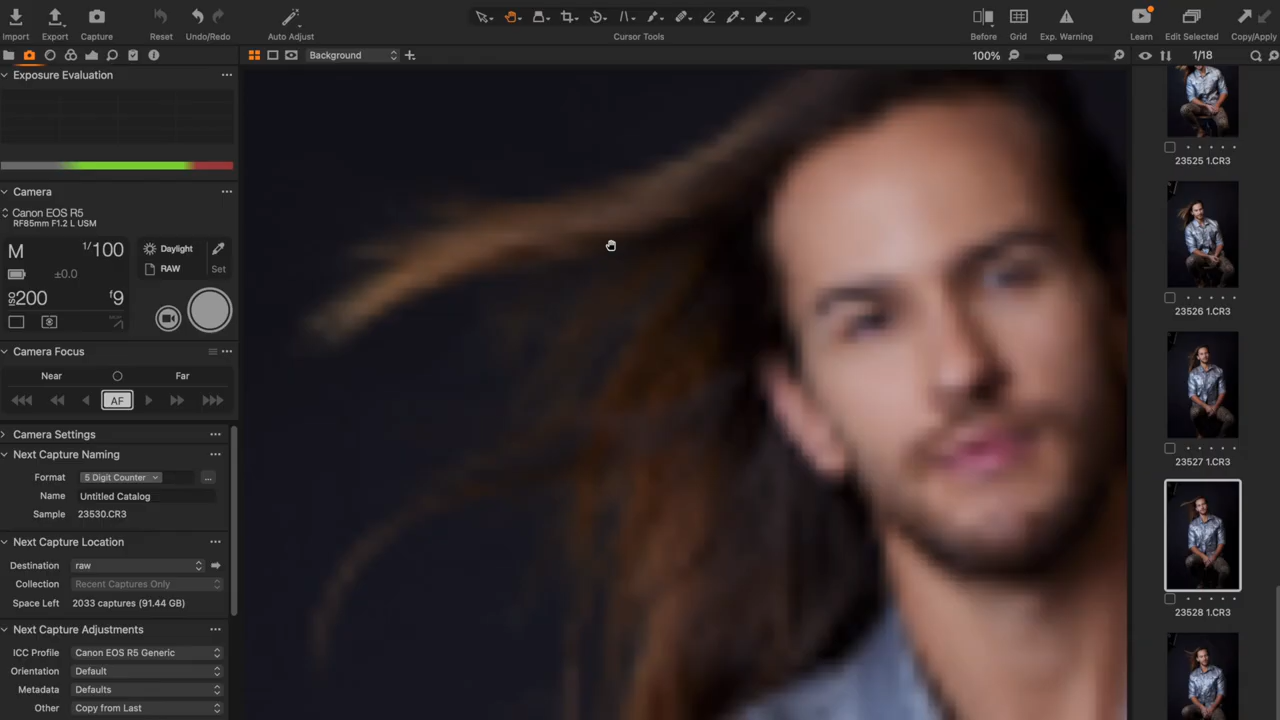 Import
Export
Capture
Reset
Undo/Redo
Auto Adjust
Cursor Tools
Before
Grid
Exp. Warning
Learn
Edit Selected
Copy/Apply
Background
100%
1/18
Exposure Evaluation
Camera
Canon EOS R5
RF85mm F1.2 L USM
M
1/100
Daylight
±0.0
RAW
Set
ISO 200
f9
Camera Focus
Near
Far
AF
Camera Settings
Next Capture Naming
Format
5 Digit Counter
...
Name
Untitled Catalog
Sample
23530.CR3
Next Capture Location
Destination
raw
Collection
Recent Captures Only
Space Left
2033 captures (91.44 GB)
Next Capture Adjustments
ICC Profile
Canon EOS R5 Generic
Orientation
Default
Metadata
Defaults
Other
Copy from Last
23525 1.CR3
23526 1.CR3
23527 1.CR3
23528 1.CR3